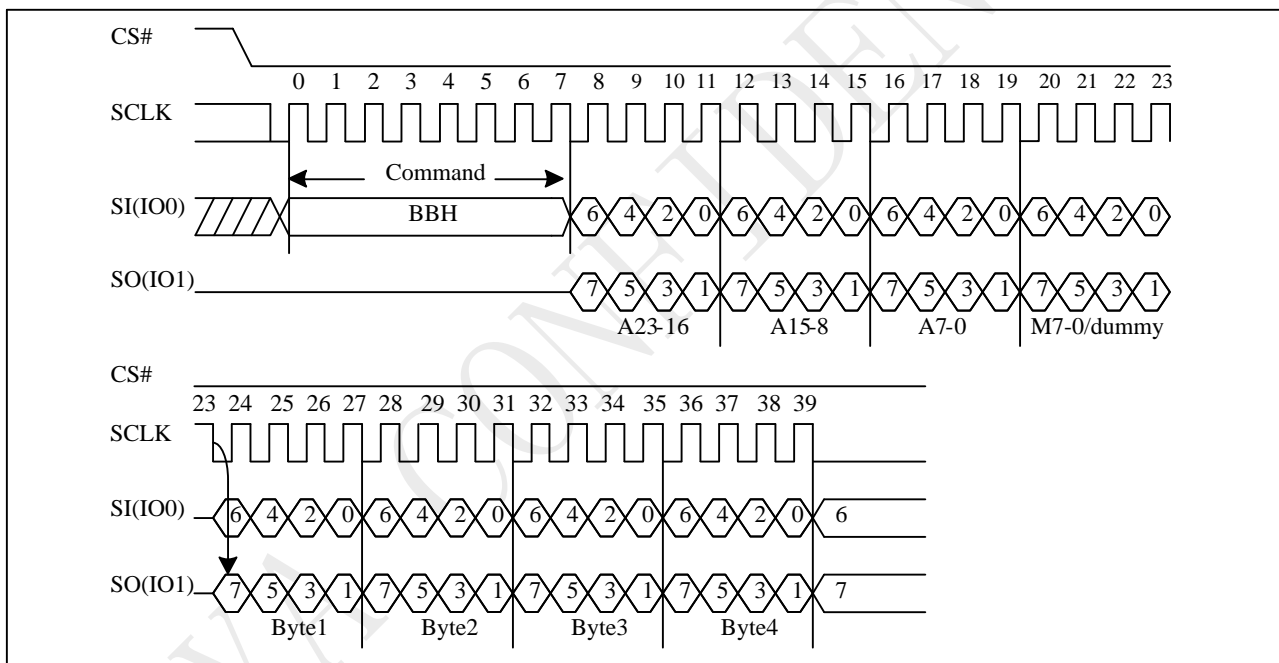 CS#
0 1 2 3 4 5 6 7 8 9 10 11 12 13 14 15 16 17 18 19 20 21 22 23
SCLK
Command
SI(IO0) BBH 6 4 2 0 6 4 2 0 6 4 2 0 6 4 2 0
SO(IO1) 7 5 3 1 7 5 3 1 7 5 3 1 7 5 3 1
A23-16 A15-8 A7-0 M7-0/dummy
CS#
23 24 25 26 27 28 29 30 31 32 33 34 35 36 37 38 39
SCLK
SI(IO0) 6 4 2 0 6 4 2 0 6 4 2 0 6 4 2 0 6
SO(IO1) 7 5 3 1 7 5 3 1 7 5 3 1 7 5 3 1 7
Byte1 Byte2 Byte3 Byte4